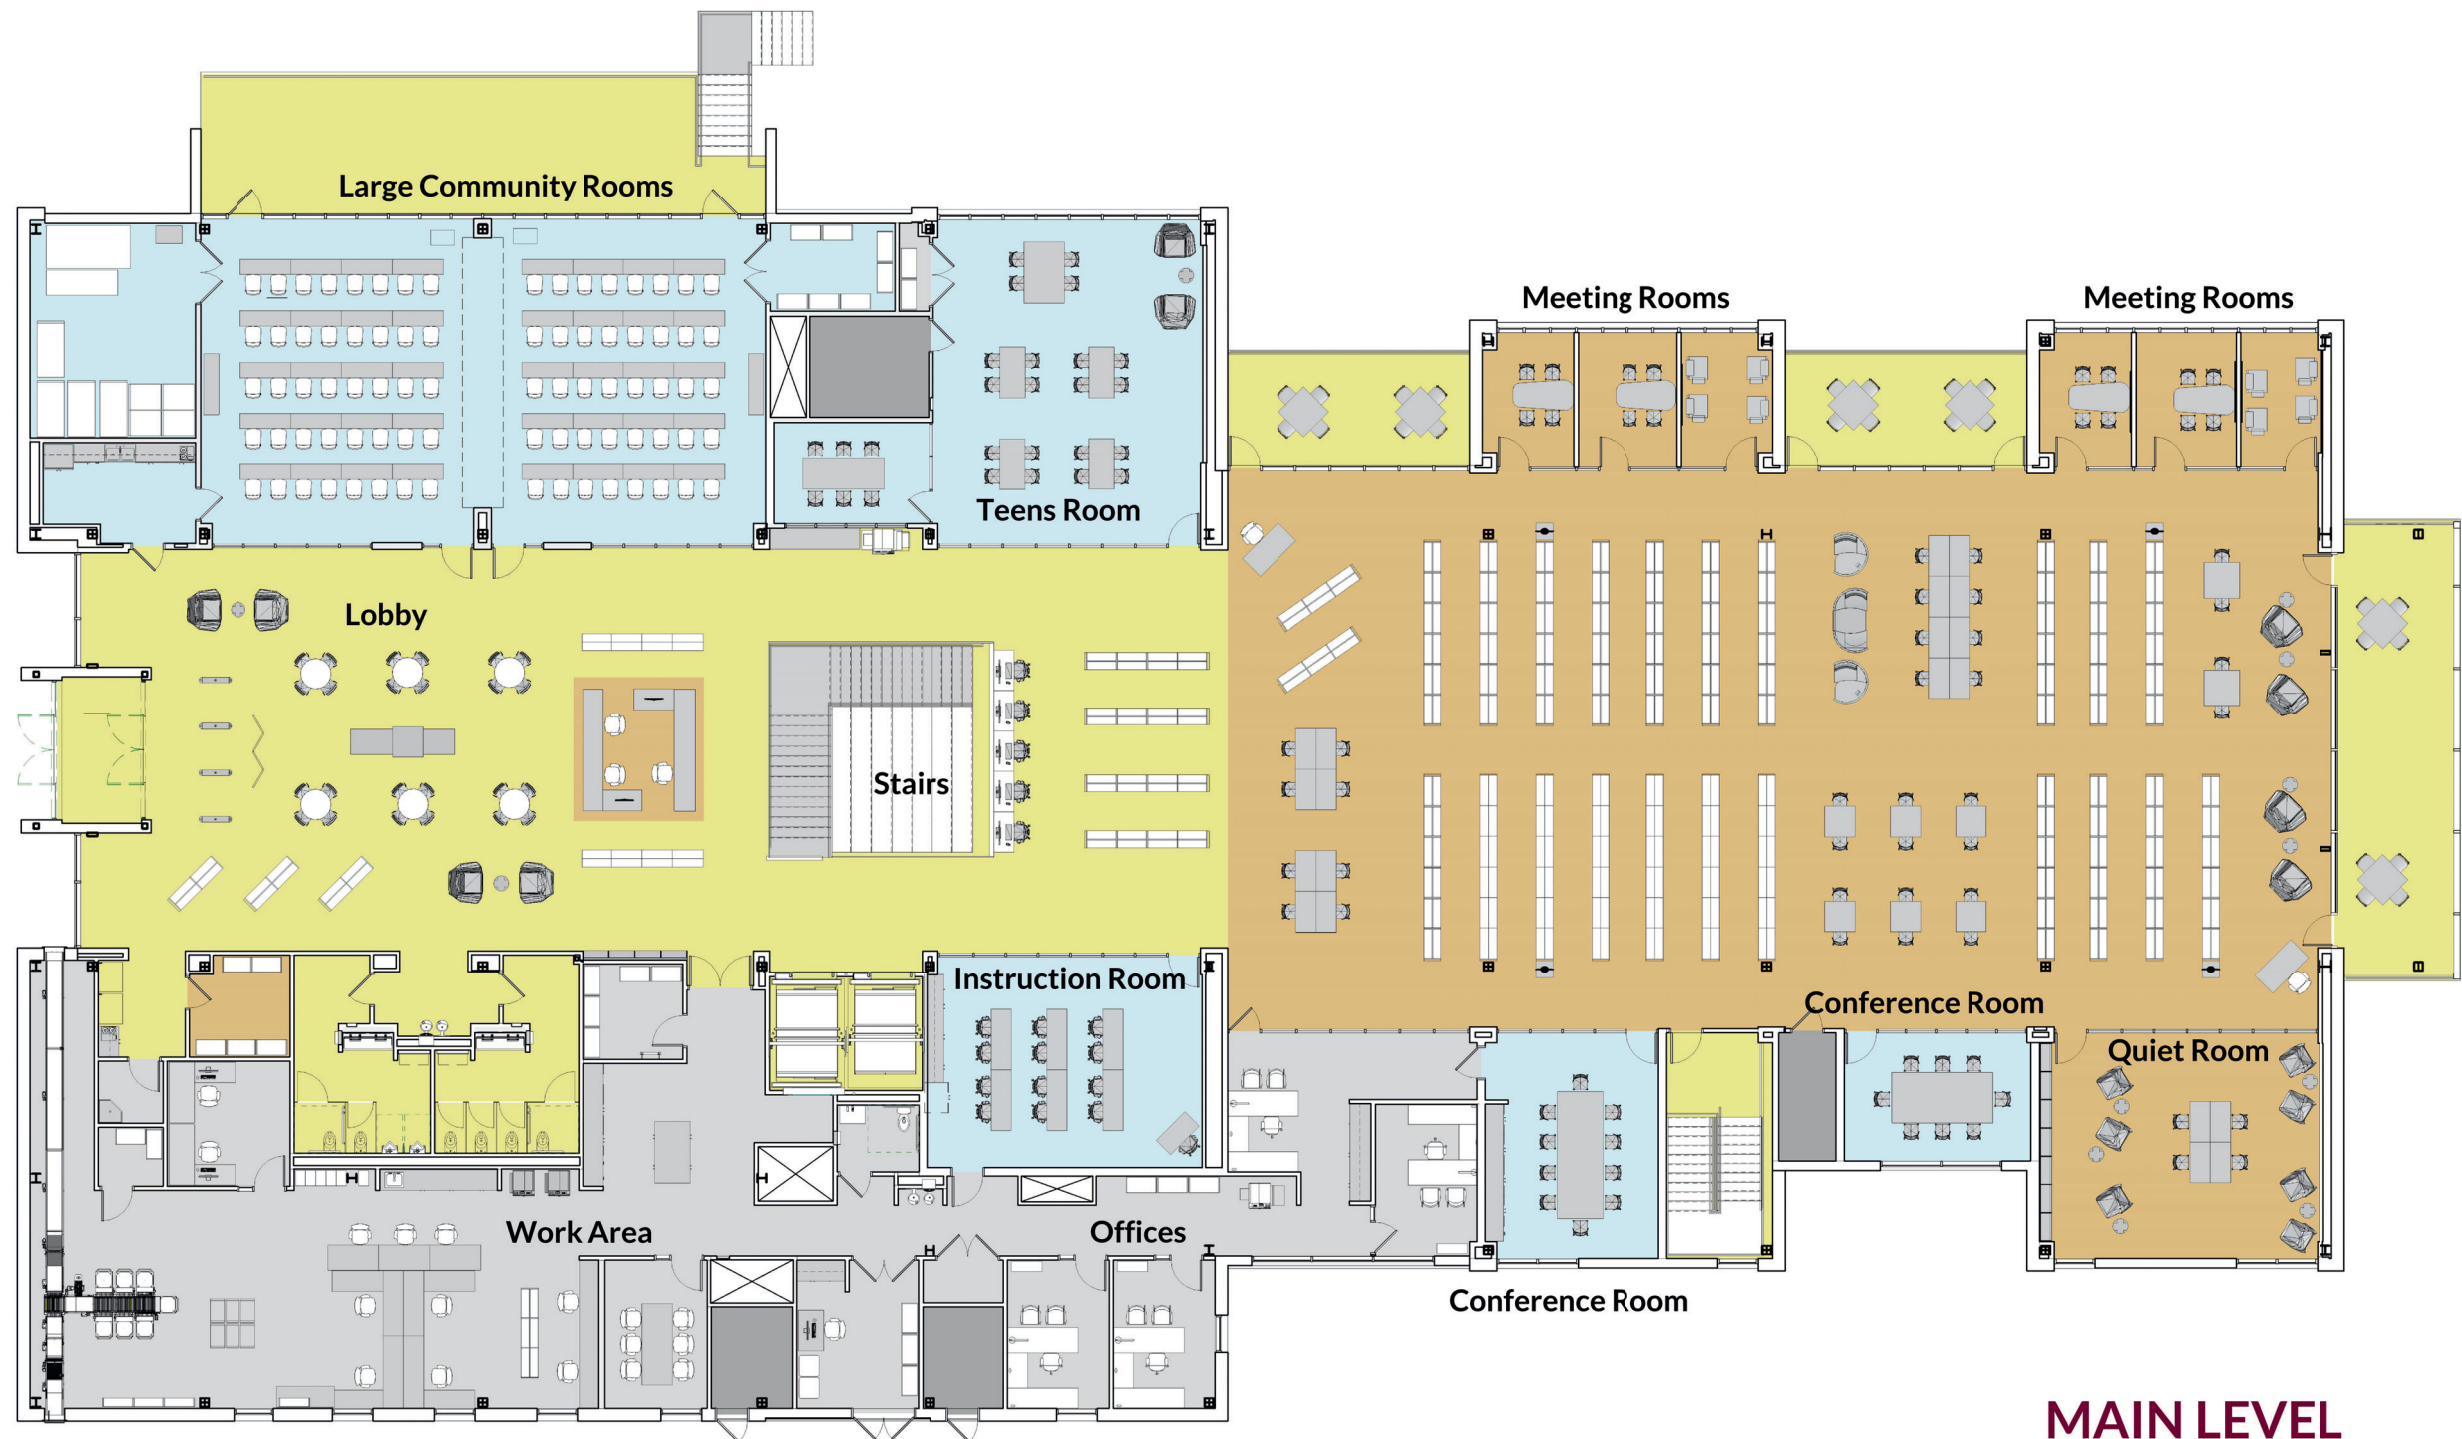 Large Community Rooms
Meeting Rooms
Meeting Rooms
Teens Room
Lobby
Stairs
Instruction Room
Conference Room
Quiet Room
Work Area
Offices
Conference Room
MAIN LEVEL